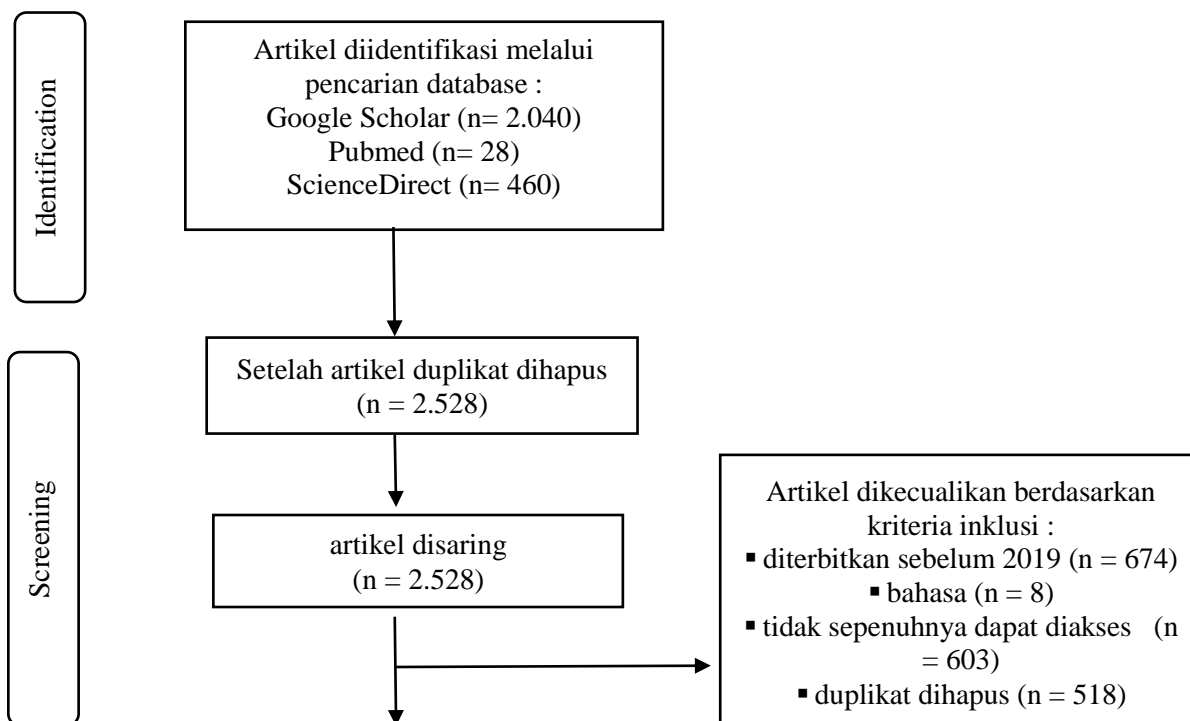 Identification
Artikel diidentifikasi melalui
pencarian database :
Google Scholar (n= 2.040)
Pubmed (n= 28)
ScienceDirect (n= 460)
Screening
Setelah artikel duplikat dihapus
(n = 2.528)
artikel disaring
(n = 2.528)
Artikel dikecualikan berdasarkan
kriteria inklusi :
▪ diterbitkan sebelum 2019 (n = 674)
▪ bahasa (n = 8)
▪ tidak sepenuhnya dapat diakses (n
= 603)
▪ duplikat dihapus (n = 518)